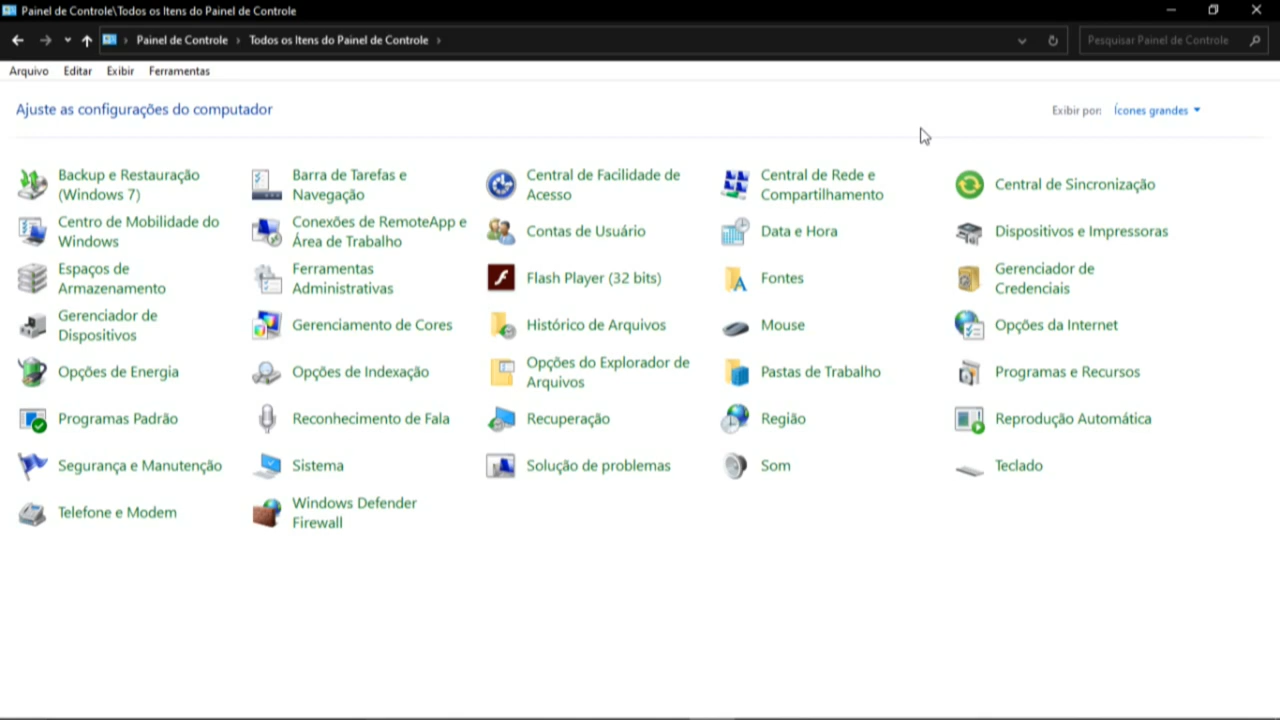 Painel de Controle\Todos os Itens do Painel de Controle
Painel de Controle › Todos os Itens do Painel de Controle ›
Pesquisar Painel de Controle
Arquivo Editar Exibir Ferramentas
Ajuste as configurações do computador
Exibir por: Ícones grandes
Backup e Restauração
(Windows 7)
Barra de Tarefas e
Navegação
Central de Facilidade de
Acesso
Central de Rede e
Compartilhamento
Central de Sincronização
Centro de Mobilidade do
Windows
Conexões de RemoteApp e
Área de Trabalho
Contas de Usuário
Data e Hora
Dispositivos e Impressoras
Espaços de
Armazenamento
Ferramentas
Administrativas
Flash Player (32 bits)
Fontes
Gerenciador de
Credenciais
Gerenciador de
Dispositivos
Gerenciamento de Cores
Histórico de Arquivos
Mouse
Opções da Internet
Opções de Energia
Opções de Indexação
Opções do Explorador de
Arquivos
Pastas de Trabalho
Programas e Recursos
Programas Padrão
Reconhecimento de Fala
Recuperação
Região
Reprodução Automática
Segurança e Manutenção
Sistema
Solução de problemas
Som
Teclado
Telefone e Modem
Windows Defender
Firewall